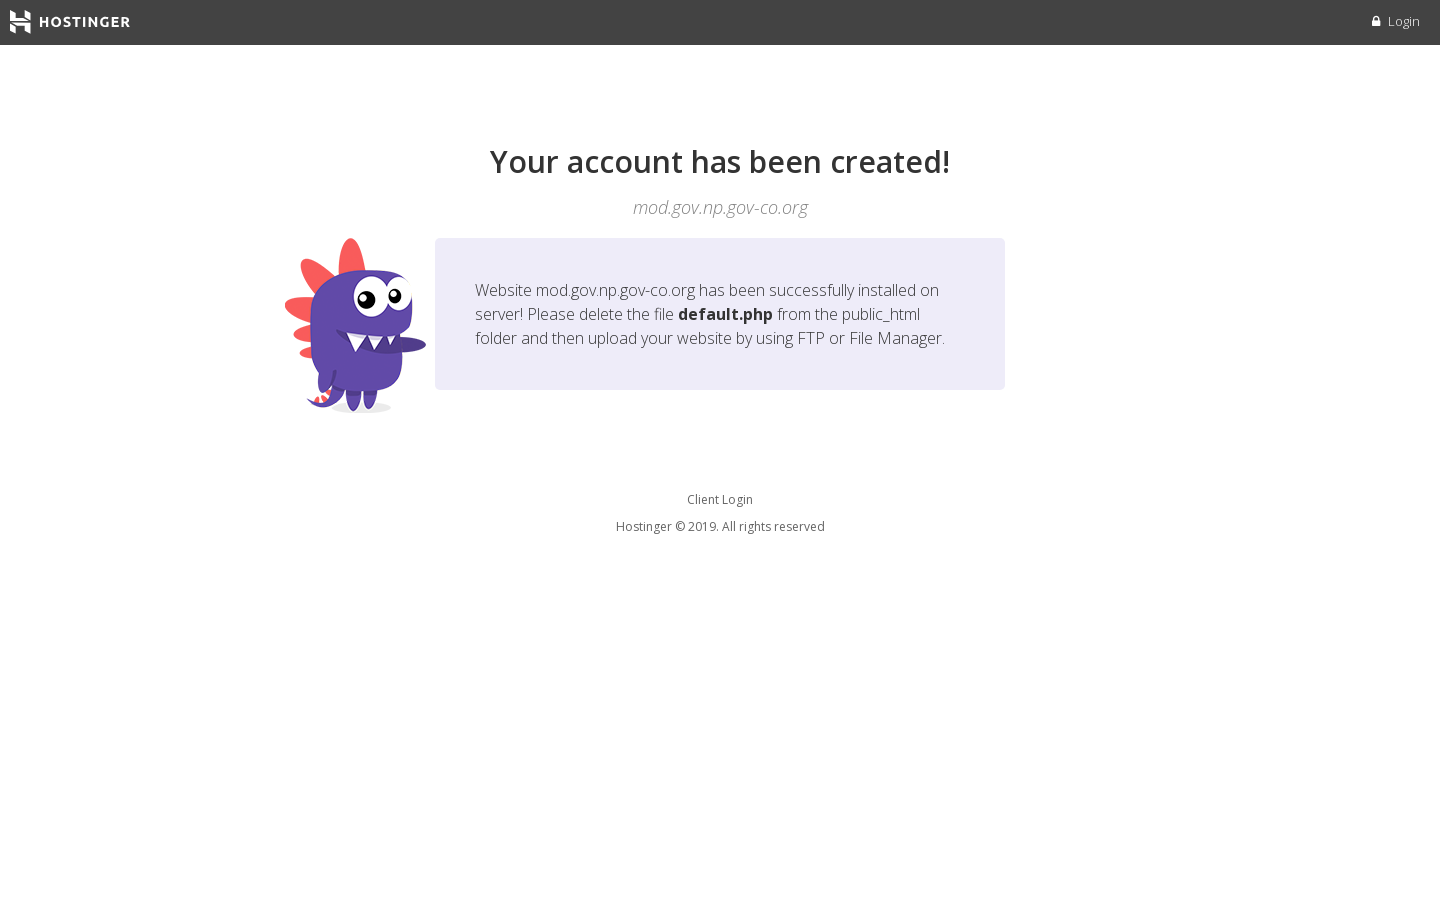 HOSTINGER
Login
Your account has been created!
mod.gov.np.gov-co.org
Website mod.gov.np.gov-co.org has been successfully installed on
server! Please delete the file default.php from the public_html
folder and then upload your website by using FTP or File Manager.
Client Login
Hostinger © 2019. All rights reserved